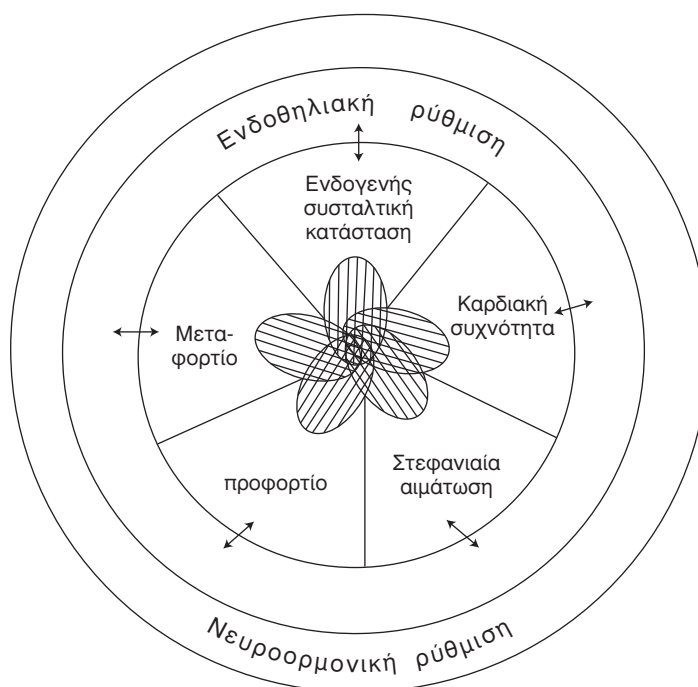 Ενδοθηλιακή ρύθμιση
Ενδογενής
συσταλτική
κατάσταση
Καρδιακή
συχνότητα
Μετα-
φορτίο
Στεφανιαία
αιμάτωση
προφορτίο
Νευροορμονική ρύθμιση